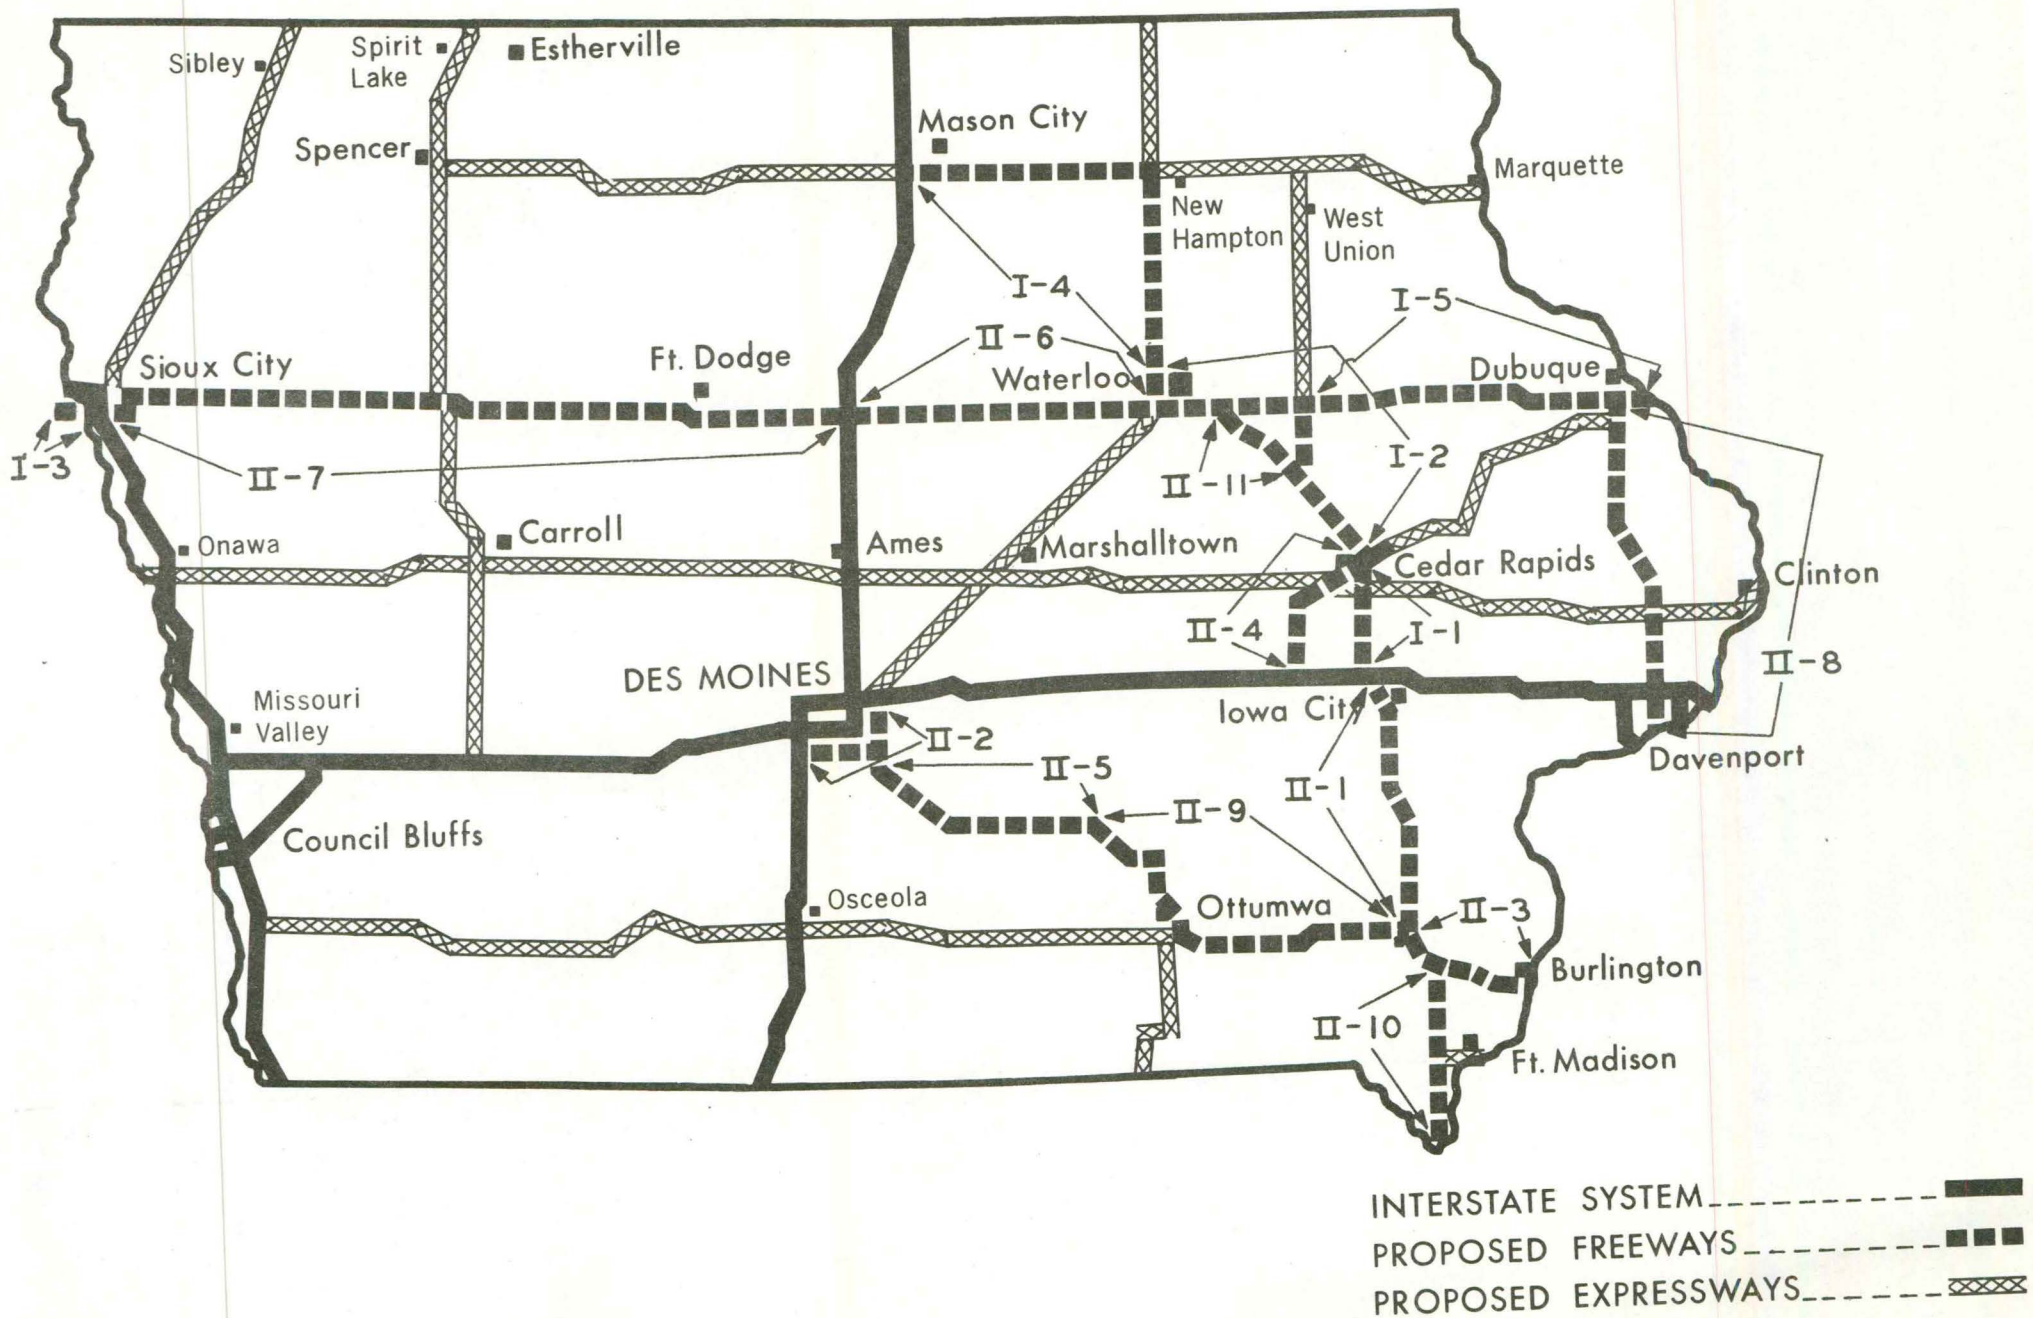 Sibley
Spirit
Lake
Estherville
Mason City
Spencer
Marquette
New
Hampton
West
Union
I-4
I-5
II-6
Sioux City
Ft. Dodge
Waterloo
Dubuque
I-3
II-7
II-11
I-2
Onawa
Carroll
Ames
Marshalltown
Cedar Rapids
Clinton
II-4
I-1
II-8
DES MOINES
Missouri
Valley
Iowa City
II-2
Davenport
II-5
II-1
II-9
Council Bluffs
Osceola
Ottumwa
II-3
Burlington
II-10
Ft. Madison
INTERSTATE SYSTEM
PROPOSED FREEWAYS
PROPOSED EXPRESSWAYS